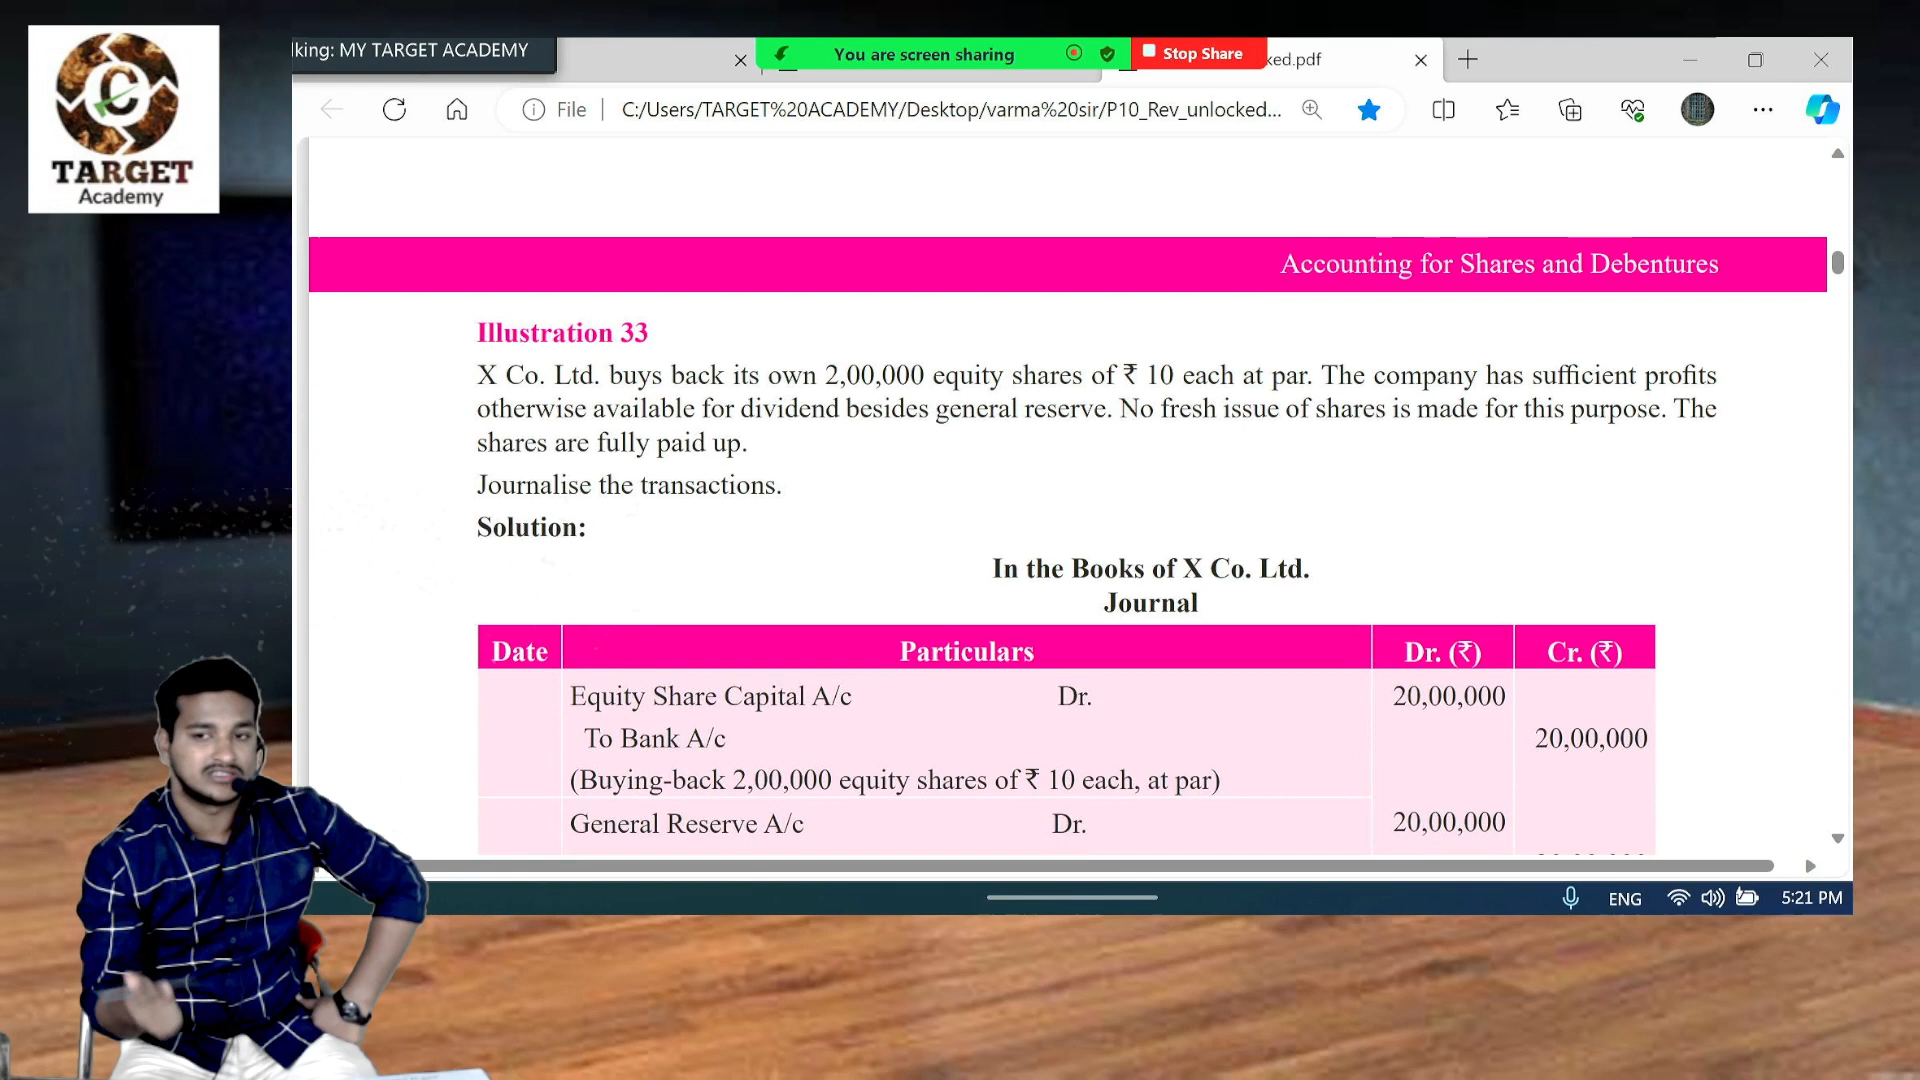 TARGET
Academy
lking: MY TARGET ACADEMY
You are screen sharing
Stop Share
ked.pdf
File
C:/Users/TARGET%20ACADEMY/Desktop/varma%20sir/P10_Rev_unlocked...
Accounting for Shares and Debentures
Illustration 33
X Co. Ltd. buys back its own 2,00,000 equity shares of ₹ 10 each at par. The company has sufficient profits
otherwise available for dividend besides general reserve. No fresh issue of shares is made for this purpose. The
shares are fully paid up.
Journalise the transactions.
Solution:
In the Books of X Co. Ltd.
Journal
Date Particulars Dr. (₹) Cr. (₹)
Equity Share Capital A/c Dr. 20,00,000
To Bank A/c 20,00,000
(Buying-back 2,00,000 equity shares of ₹ 10 each, at par)
General Reserve A/c Dr. 20,00,000
ENG
5:21 PM